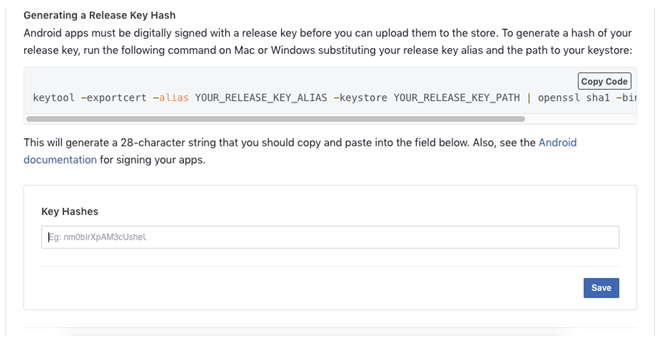 Generating a Release Key Hash
Android apps must be digitally signed with a release key before you can upload them to the store. To generate a hash of your
release key, run the following command on Mac or Windows substituting your release key alias and the path to your keystore:
Copy Code
keytool –exportcert –alias YOUR_RELEASE_KEY_ALIAS –keystore YOUR_RELEASE_KEY_PATH | openssl sha1 –bin
This will generate a 28-character string that you should copy and paste into the field below. Also, see the Android
documentation for signing your apps.
Key Hashes
Eg:
Save